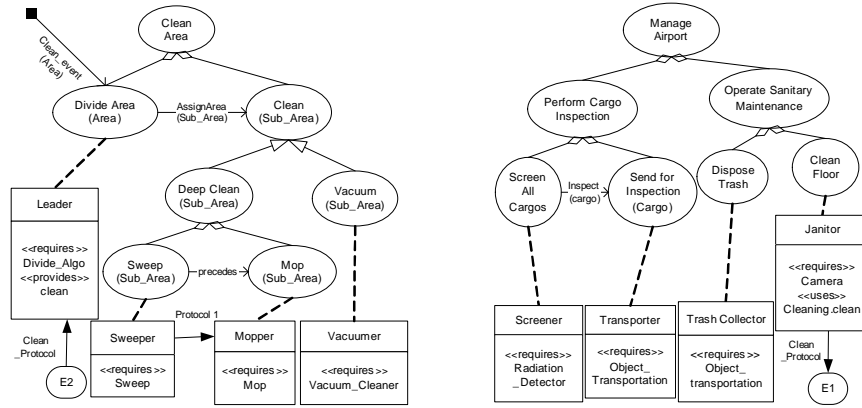 Clean
Area
Clean_event
(Area)
Divide Area
(Area)
AssignArea
(Sub_Area)
Clean
(Sub_Area)
Deep Clean
(Sub_Area)
Vacuum
(Sub_Area)
Leader
<<requires>>
Divide_Algo
<<provides>>
clean
Sweep
(Sub_Area)
precedes
Mop
(Sub_Area)
Clean
_Protocol
E2
Protocol 1
Sweeper
<<requires>>
Sweep
Mopper
<<requires>>
Mop
Vacuumer
<<requires>>
Vacuum_Cleaner
Manage
Airport
Perform Cargo
Inspection
Operate Sanitary
Maintenance
Screen
All
Cargos
Inspect
(cargo)
Send for
Inspection
(Cargo)
Dispose
Trash
Clean
Floor
Janitor
<<requires>>
Camera
<<uses>>
Cleaning.clean
Screener
<<requires>>
Radiation
_Detector
Transporter
<<requires>>
Object_
Transportation
Trash Collector
<<requires>>
Object_
transportation
Clean
_Protocol
E1